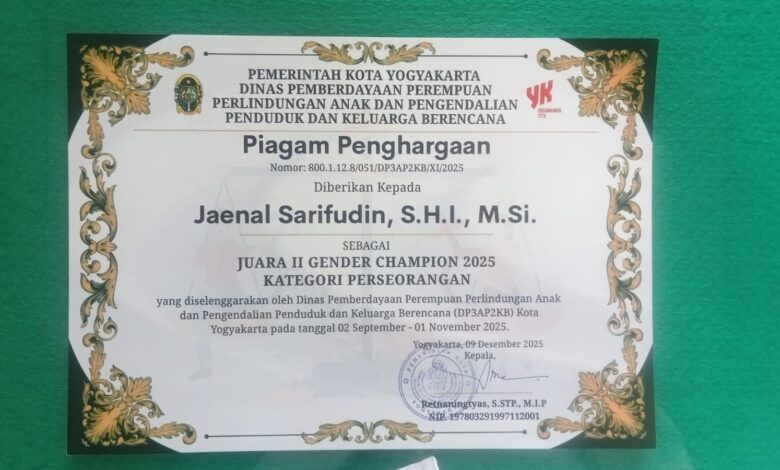 PEMERINTAH KOTA YOGYAKARTA
DINAS PEMBERDAYAAN PEREMPUAN
PERLINDUNGAN ANAK DAN PENGENDALIAN
PENDUDUK DAN KELUARGA BERENCANA
YK
Piagam Penghargaan
Nomor: 800.1.12.8/051/DP3AP2KB/XI/2025
Diberikan Kepada
Jaenal Sarifudin, S.H.I., M.Si.
SEBAGAI
JUARA II GENDER CHAMPION 2025
KATEGORI PERSEORANGAN
yang diselenggarakan oleh Dinas Pemberdayaan Perempuan Perlindungan Anak
dan Pengendalian Penduduk dan Keluarga Berencana (DP3AP2KB) Kota
Yogyakarta pada tanggal 02 September - 01 November 2025.
Yogyakarta, 09 Desember 2025
Kepala,
Retnaningtyas, S.STP., M.I.P
NIP. 197803291997112001